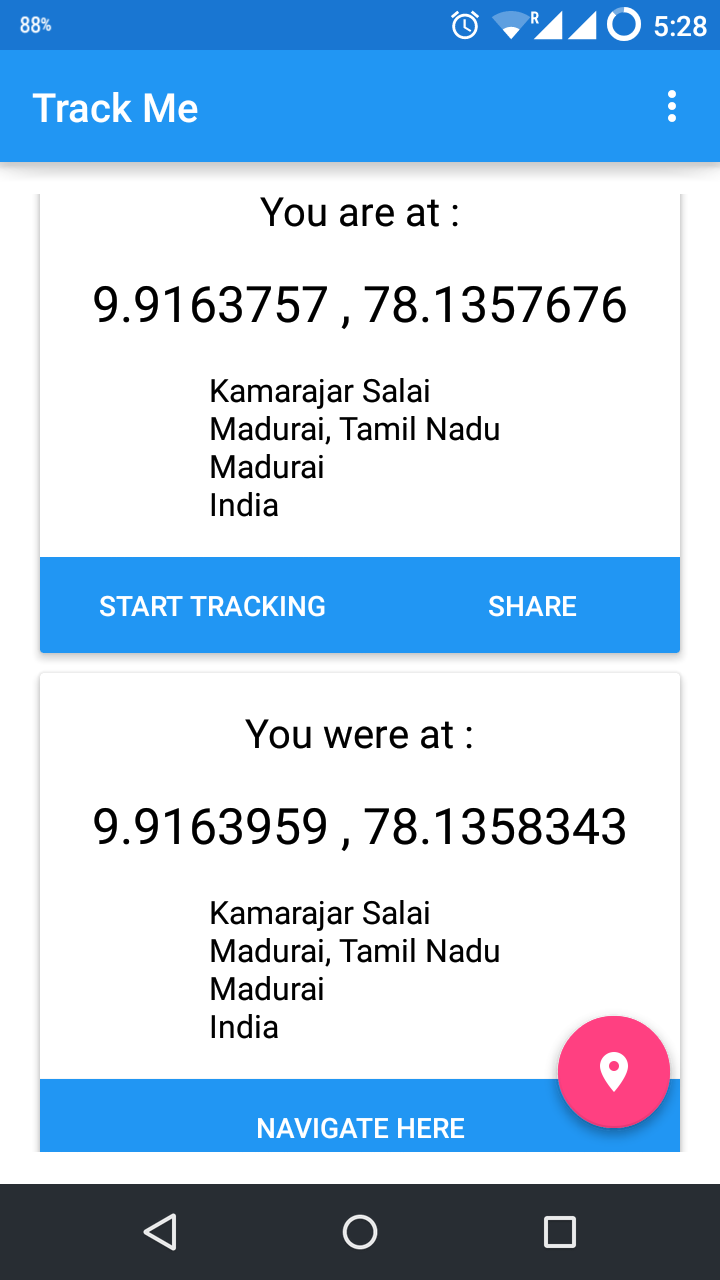 88%
R
5:28
Track Me
You are at :
9.9163757 , 78.1357676
Kamarajar Salai
Madurai, Tamil Nadu
Madurai
India
START TRACKING SHARE
You were at :
9.9163959 , 78.1358343
Kamarajar Salai
Madurai, Tamil Nadu
Madurai
India
NAVIGATE HERE